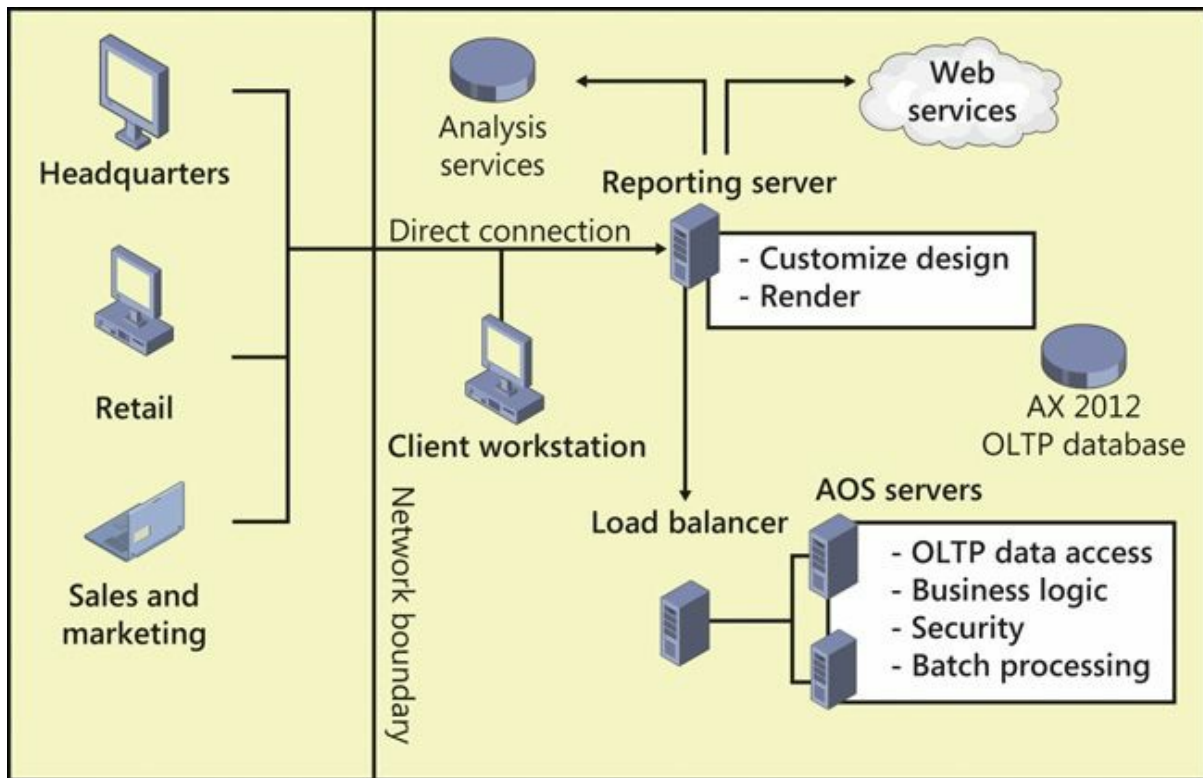 Headquarters
Retail
Sales and
marketing
Network boundary
Analysis
services
Web
services
Reporting server
Direct connection
- Customize design
- Render
Client workstation
AX 2012
OLTP database
Load balancer
AOS servers
- OLTP data access
- Business logic
- Security
- Batch processing